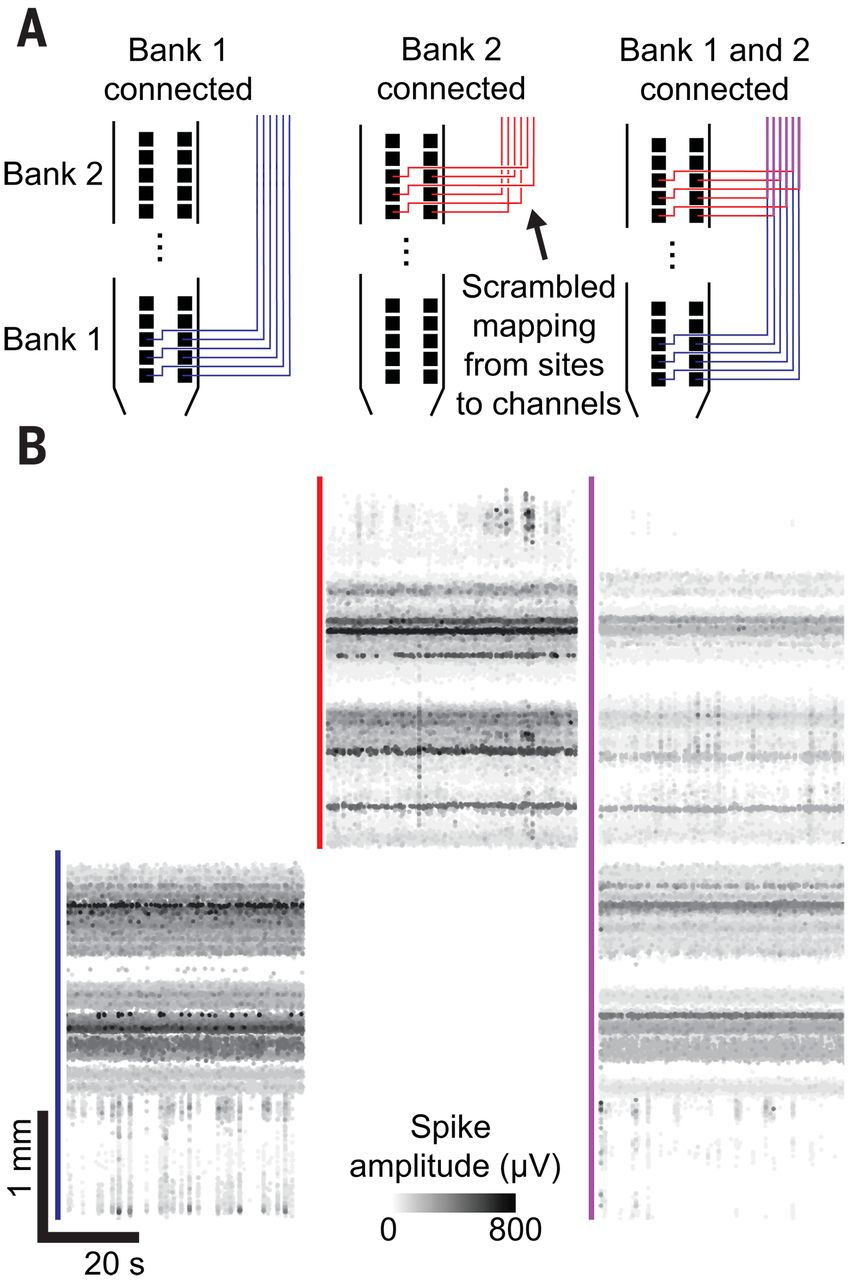 A
Bank 1
connected
Bank 2
connected
Bank 1 and 2
connected
Bank 2
Bank 1
Scrambled
mapping
from sites
to channels
B
1 mm
20 s
Spike
amplitude (μV)
0
800